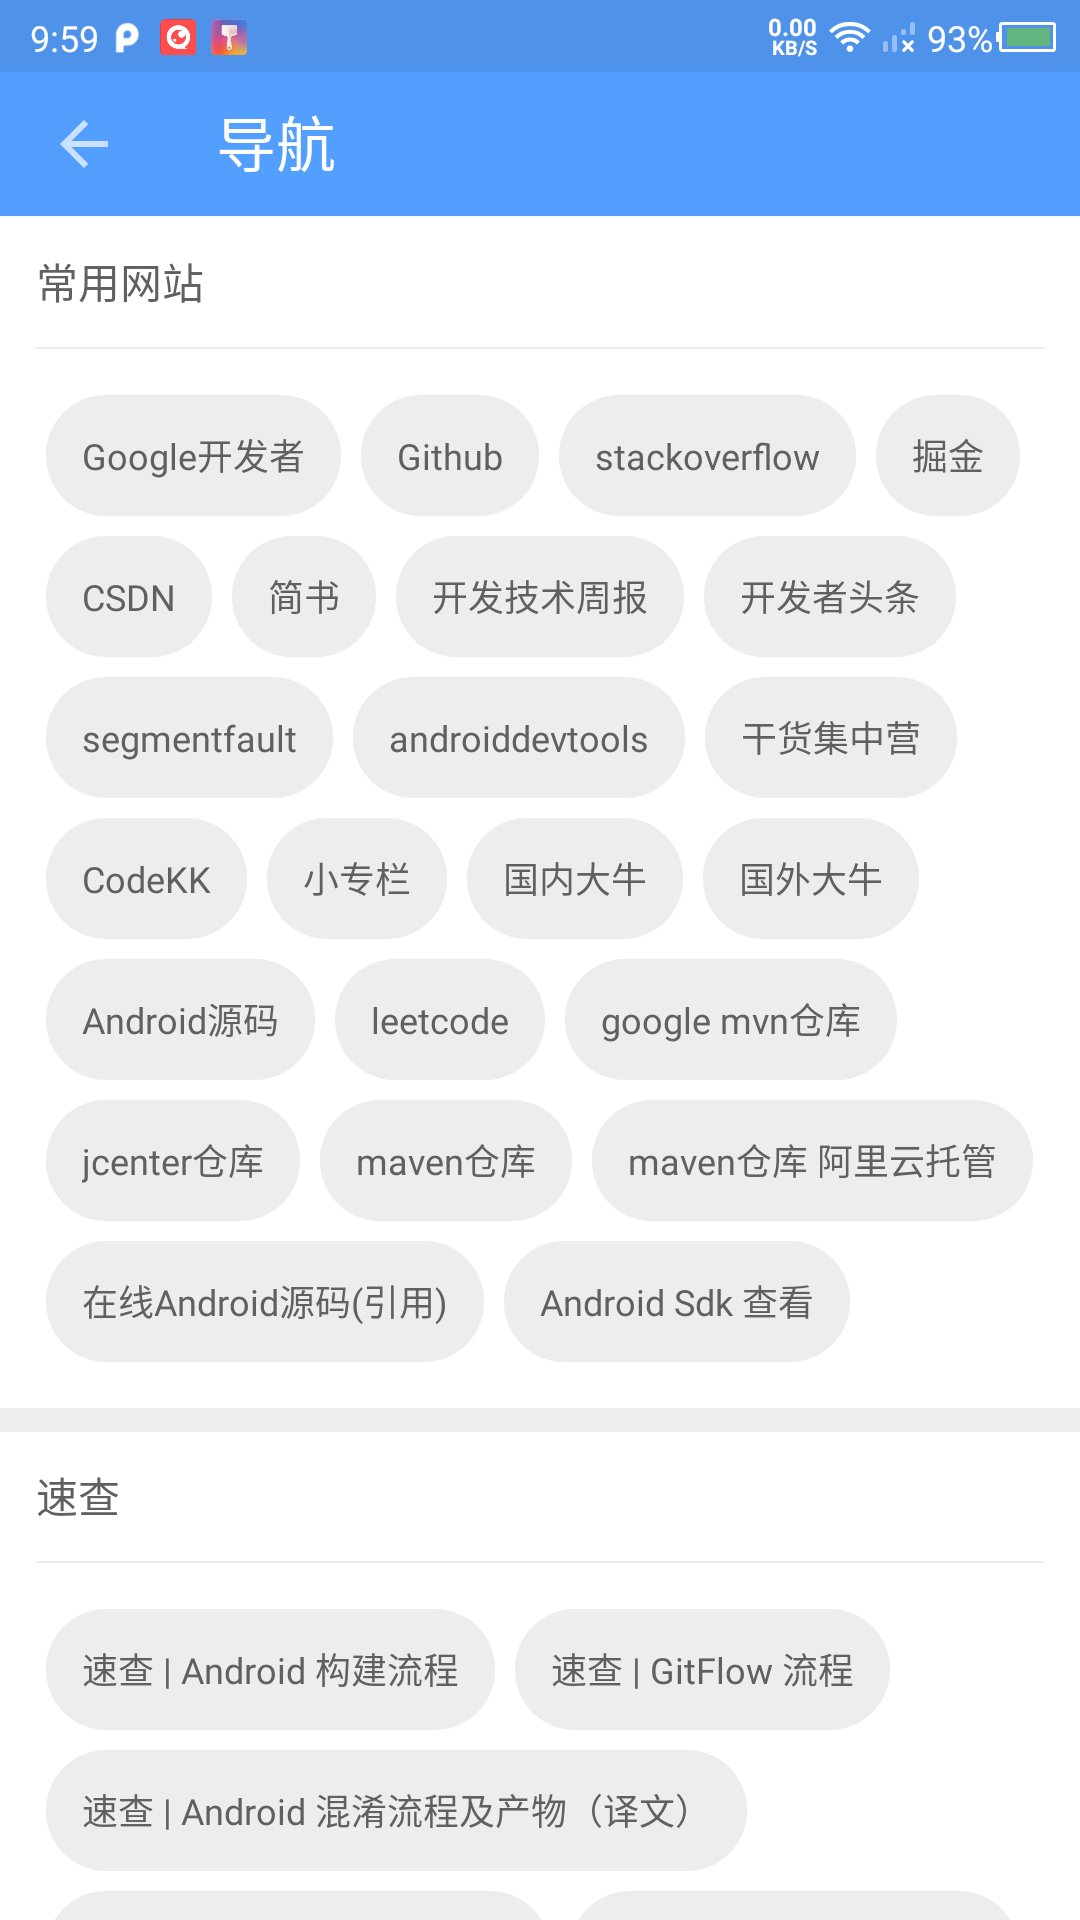 9:59 0.00 KB/S 93%
导航
常用网站
Google开发者 Github stackoverflow 掘金
CSDN 简书 开发技术周报 开发者头条
segmentfault androiddevtools 干货集中营
CodeKK 小专栏 国内大牛 国外大牛
Android源码 leetcode google mvn仓库
jcenter仓库 maven仓库 maven仓库 阿里云托管
在线Android源码(引用) Android Sdk 查看
速查
速查 | Android 构建流程 速查 | GitFlow 流程
速查 | Android 混淆流程及产物（译文）